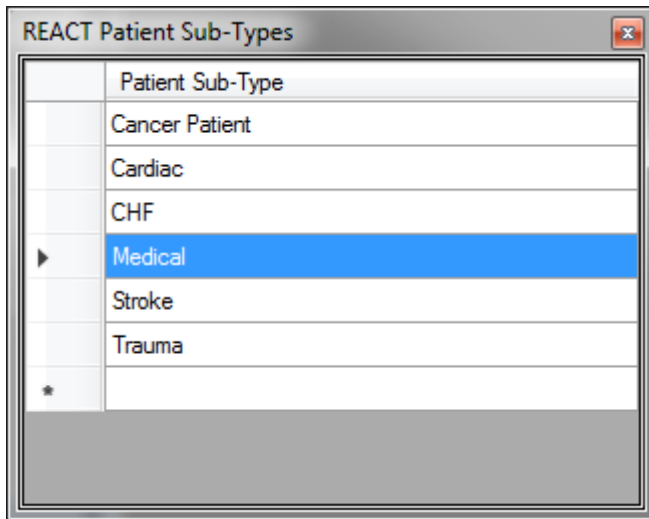 REACT Patient Sub-Types
Patient Sub-Type
Cancer Patient
Cardiac
CHF
Medical
Stroke
Trauma
*